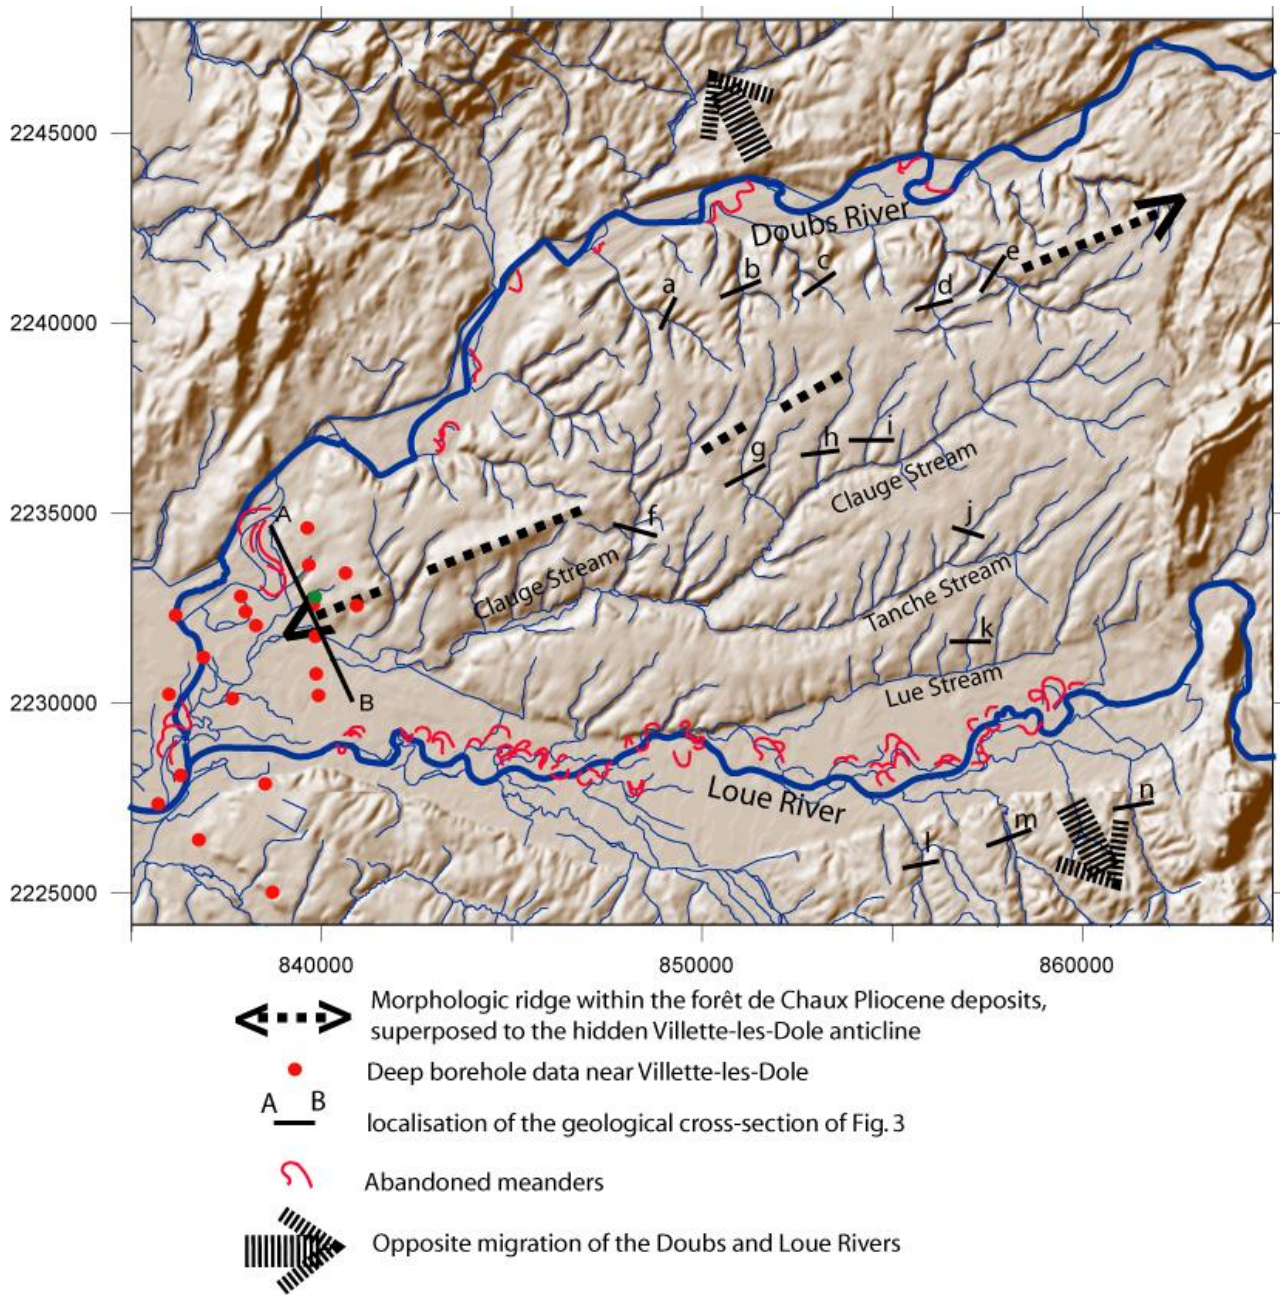 2245000
Doubs River
e
c
b
a
d
2240000
i
h
g
Clauge Stream
2235000
A
f
j
Clauge Stream
Tanche Stream
k
Lue Stream
2230000
B
Loue River
n
m
l
2225000
840000 850000 860000
Morphologic ridge within the forêt de Chaux Pliocene deposits,
superposed to the hidden Villette-les-Dole anticline
Deep borehole data near Villette-les-Dole
A B
localisation of the geological cross-section of Fig. 3
Abandoned meanders
Opposite migration of the Doubs and Loue Rivers